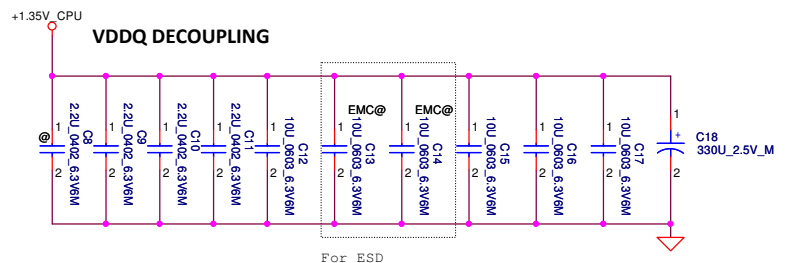 +1.35V_CPU
VDDQ DECOUPLING
@
1
2
C8
2.2U_0402_6.3V6M
1
2
C9
2.2U_0402_6.3V6M
1
2
C10
2.2U_0402_6.3V6M
1
2
C11
2.2U_0402_6.3V6M
1
2
C12
10U_0603_6.3V6M
EMC@
1
2
C13
10U_0603_6.3V6M
EMC@
1
2
C14
10U_0603_6.3V6M
1
2
C15
10U_0603_6.3V6M
1
2
C16
10U_0603_6.3V6M
1
2
C17
10U_0603_6.3V6M
1
+
2
C18
330U_2.5V_M
For ESD